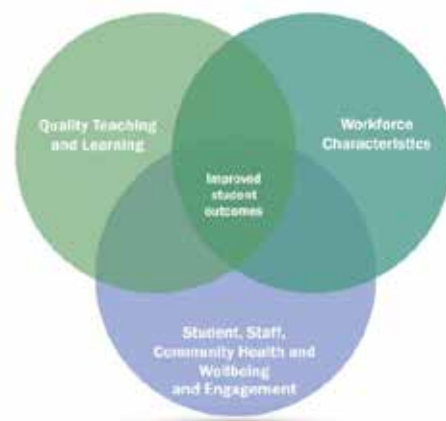 Quality Teaching
and Learning
Workforce
Characteristics
Improved
student
outcomes
Student, Staff,
Community Health and
Wellbeing
and Engagement